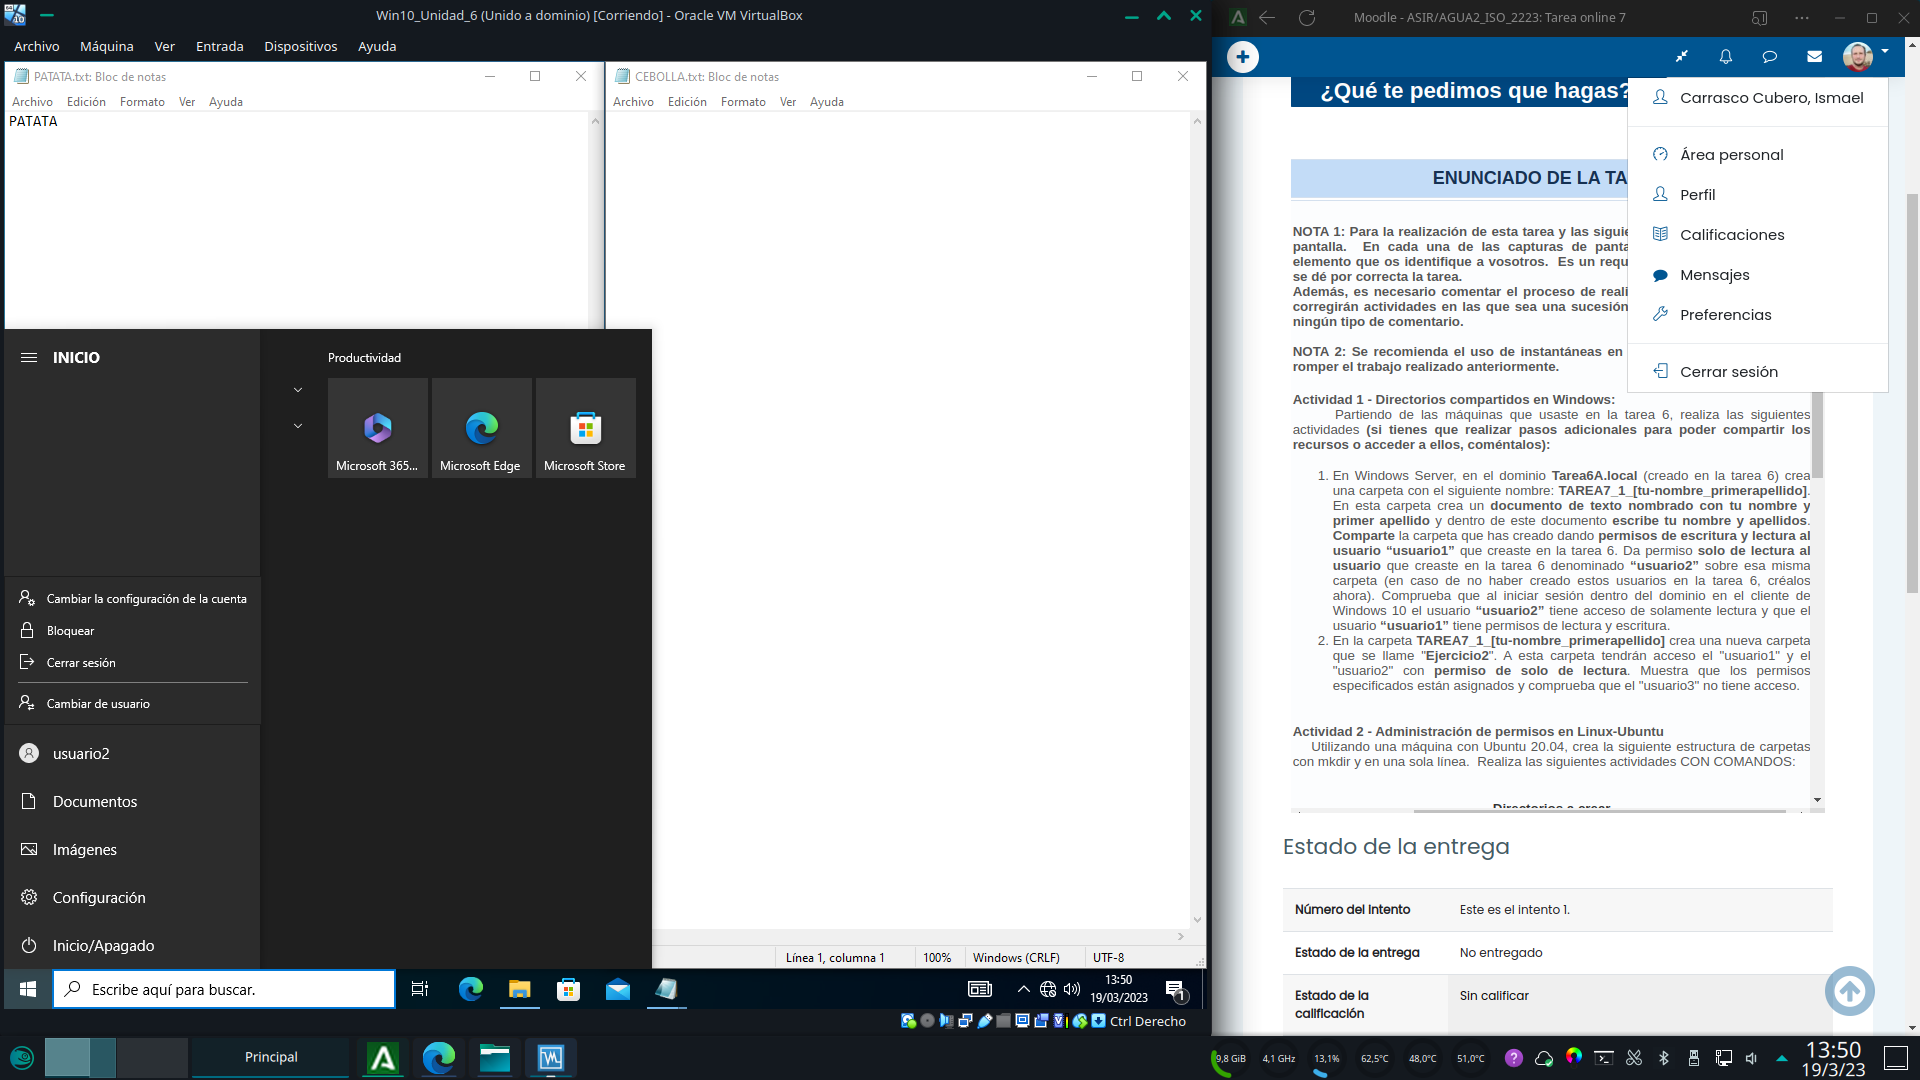 Win10_Unidad_6 (Unido a dominio) [Corriendo] - Oracle VM VirtualBox
Archivo Máquina Ver Entrada Dispositivos Ayuda
PATATA.txt: Bloc de notas
Archivo Edición Formato Ver Ayuda
PATATA
CEBOLLA.txt: Bloc de notas
Archivo Edición Formato Ver Ayuda
INICIO
Productividad
Microsoft 365...
Microsoft Edge
Microsoft Store
Cambiar la configuración de la cuenta
Bloquear
Cerrar sesión
Cambiar de usuario
usuario2
Documentos
Imágenes
Configuración
Inicio/Apagado
Línea 1, columna 1
100%
Windows (CRLF)
UTF-8
Escribe aquí para buscar.
13:50
19/03/2023
1
Ctrl Derecho
Moodle - ASIR/AGUA2_ISO_2223: Tarea online 7
¿Qué te pedimos que hagas?
Carrasco Cubero, Ismael
Área personal
Perfil
Calificaciones
Mensajes
Preferencias
Cerrar sesión
ENUNCIADO DE LA TA
NOTA 1: Para la realización de esta tarea y las siguie
pantalla. En cada una de las capturas de panta
elemento que os identifique a vosotros. Es un requ
se dé por correcta la tarea.
Además, es necesario comentar el proceso de reali
corregirán actividades en las que sea una sucesión
ningún tipo de comentario.
NOTA 2: Se recomienda el uso de instantáneas en
romper el trabajo realizado anteriormente.
Actividad 1 - Directorios compartidos en Windows:
Partiendo de las máquinas que usaste en la tarea 6, realiza las siguientes
actividades (si tienes que realizar pasos adicionales para poder compartir los
recursos o acceder a ellos, coméntalos):
1. En Windows Server, en el dominio Tarea6A.local (creado en la tarea 6) crea
una carpeta con el siguiente nombre: TAREA7_1_[tu-nombre_primerapellido].
En esta carpeta crea un documento de texto nombrado con tu nombre y
primer apellido y dentro de este documento escribe tu nombre y apellidos.
Comparte la carpeta que has creado dando permisos de escritura y lectura al
usuario “usuario1” que creaste en la tarea 6. Da permiso solo de lectura al
usuario que creaste en la tarea 6 denominado “usuario2” sobre esa misma
carpeta (en caso de no haber creado estos usuarios en la tarea 6, créalos
ahora). Comprueba que al iniciar sesión dentro del dominio en el cliente de
Windows 10 el usuario “usuario2” tiene acceso de solamente lectura y que el
usuario “usuario1” tiene permisos de lectura y escritura.
2. En la carpeta TAREA7_1_[tu-nombre_primerapellido] crea una nueva carpeta
que se llame "Ejercicio2". A esta carpeta tendrán acceso el "usuario1" y el
"usuario2" con permiso de solo de lectura. Muestra que los permisos
especificados están asignados y comprueba que el "usuario3" no tiene acceso.
Actividad 2 - Administración de permisos en Linux-Ubuntu
Utilizando una máquina con Ubuntu 20.04, crea la siguiente estructura de carpetas
con mkdir y en una sola línea. Realiza las siguientes actividades CON COMANDOS:
Directorios a crear
Estado de la entrega
Número del intento Este es el intento 1.
Estado de la entrega No entregado
Estado de la calificación Sin calificar
Principal
9,8 GiB
4,1 GHz
13,1%
62,5°C
48,0°C
51,0°C
13:50
19/3/23